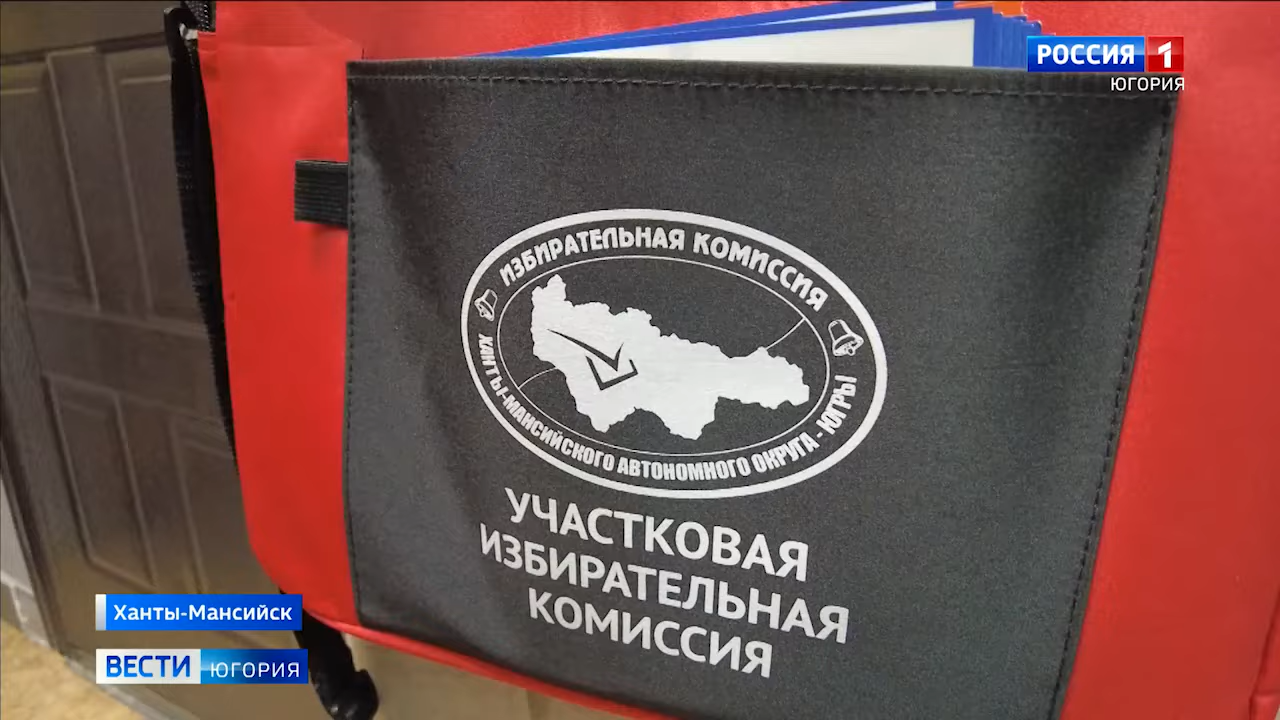 РОССИЯ 1
ЮГОРИЯ
ИЗБИРАТЕЛЬНАЯ КОМИССИЯ
ХАНТЫ-МАНСИЙСКОГО АВТОНОМНОГО ОКРУГА - ЮГРЫ
УЧАСТКОВАЯ
ИЗБИРАТЕЛЬНАЯ
КОМИССИЯ
Ханты-Мансийск
ВЕСТИ ЮГОРИЯ